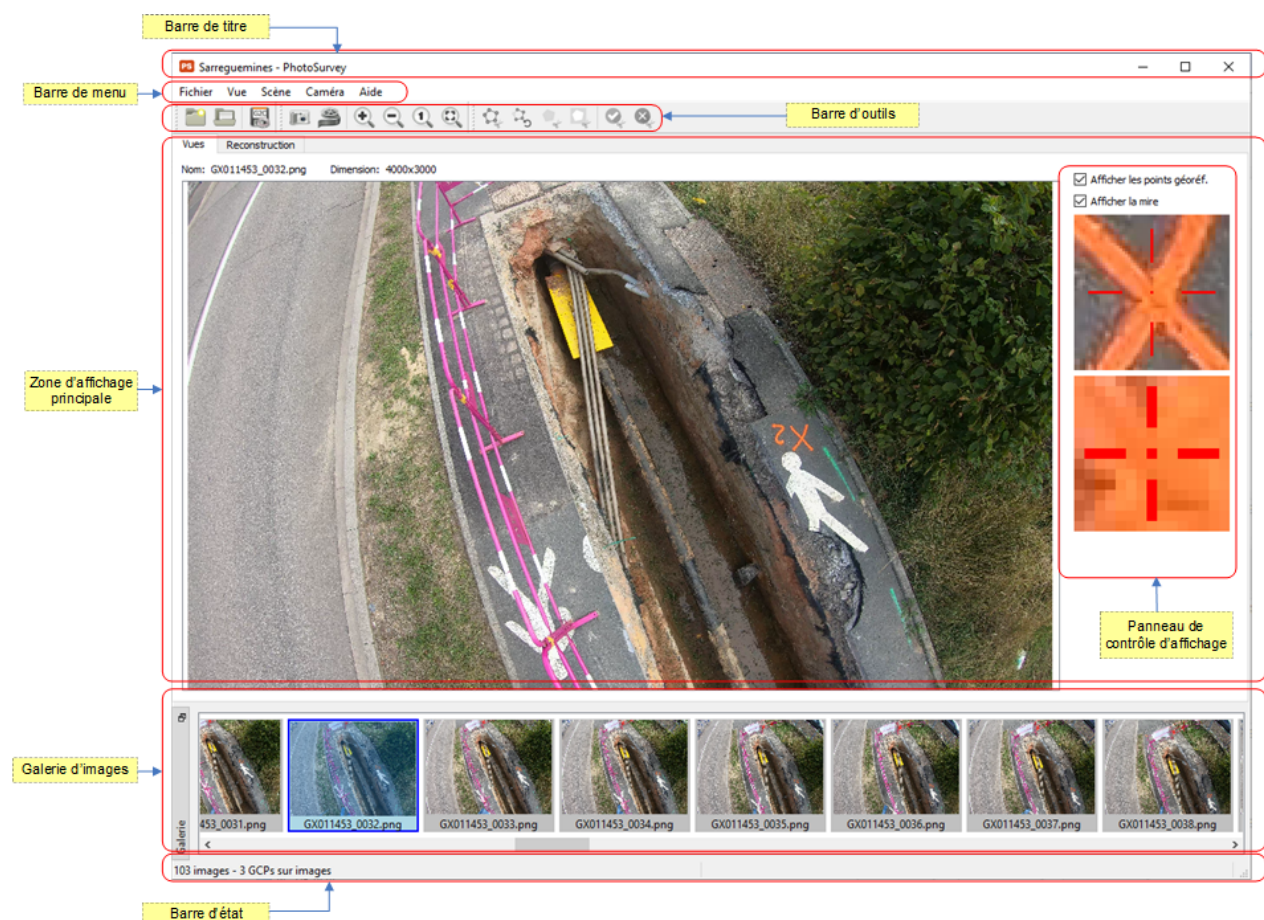 Barre de titre
PS Sarreguemines - PhotoSurvey
Barre de menu
Fichier Vue Scène Caméra Aide
Barre d'outils
1
Vues Reconstruction
Nom: GX011453_0032.png Dimension: 4000x3000
Afficher les points géoréf.
Afficher la mire
Zone d'affichage
principale
X2
Panneau de
contrôle d'affichage
Galerie d'images
Galerie
453_0031.png
GX011453_0032.png
GX011453_0033.png
GX011453_0034.png
GX011453_0035.png
GX011453_0036.png
GX011453_0037.png
GX011453_0038.png
103 images - 3 GCPs sur images
Barre d'état